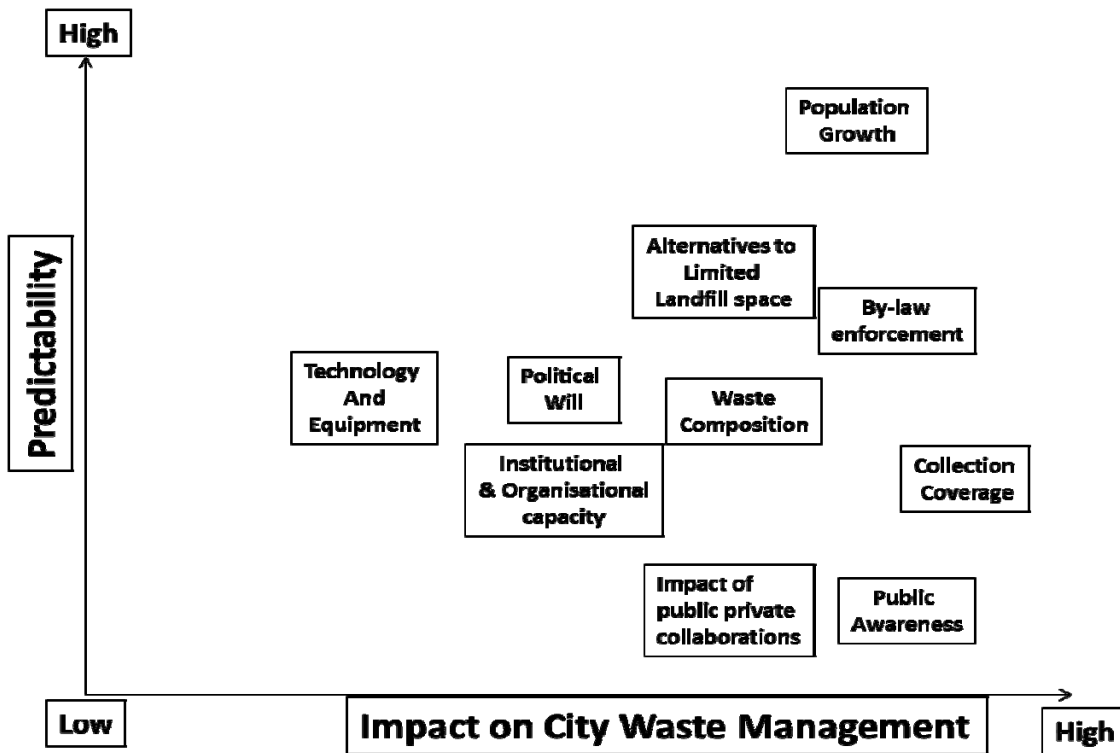 High
Population
Growth
Alternatives to
Limited
Landfill space
By-law
enforcement
Predictability
Technology
And
Equipment
Political
Will
Waste
Composition
Institutional
& Organisational
capacity
Collection
Coverage
Impact of
public private
collaborations
Public
Awareness
Low
Impact on City Waste Management
High